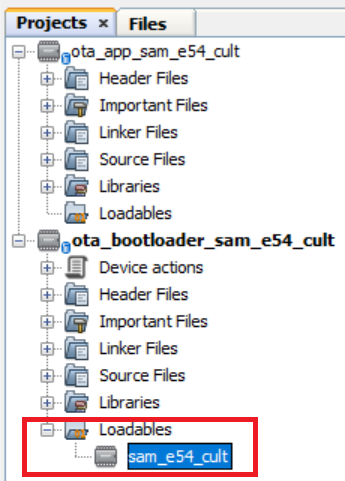 Projects × Files
ota_app_sam_e54_cult
Header Files
Important Files
Linker Files
Source Files
Libraries
Loadables
ota_bootloader_sam_e54_cult
Device actions
Header Files
Important Files
Linker Files
Source Files
Libraries
Loadables
sam_e54_cult